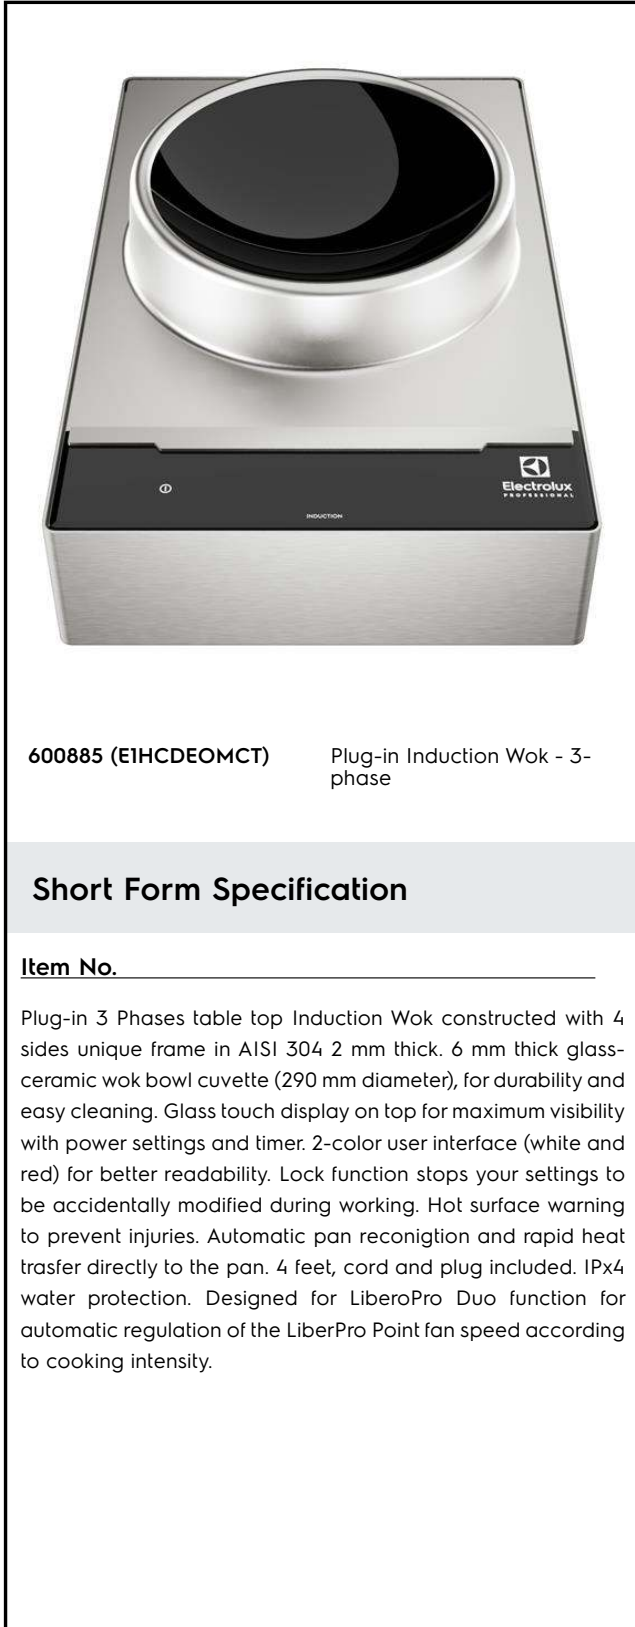 Electrolux
PROFESSIONAL
INDUCTION
600885 (E1HCDEOMCT)
Plug-in Induction Wok - 3-
phase
Short Form Specification
Item No.
Plug-in 3 Phases table top Induction Wok constructed with 4
sides unique frame in AISI 304 2 mm thick. 6 mm thick glass-
ceramic wok bowl cuvette (290 mm diameter), for durability and
easy cleaning. Glass touch display on top for maximum visibility
with power settings and timer. 2-color user interface (white and
red) for better readability. Lock function stops your settings to
be accidentally modified during working. Hot surface warning
to prevent injuries. Automatic pan reconigtion and rapid heat
trasfer directly to the pan. 4 feet, cord and plug included. IPx4
water protection. Designed for LiberoPro Duo function for
automatic regulation of the LiberPro Point fan speed according
to cooking intensity.